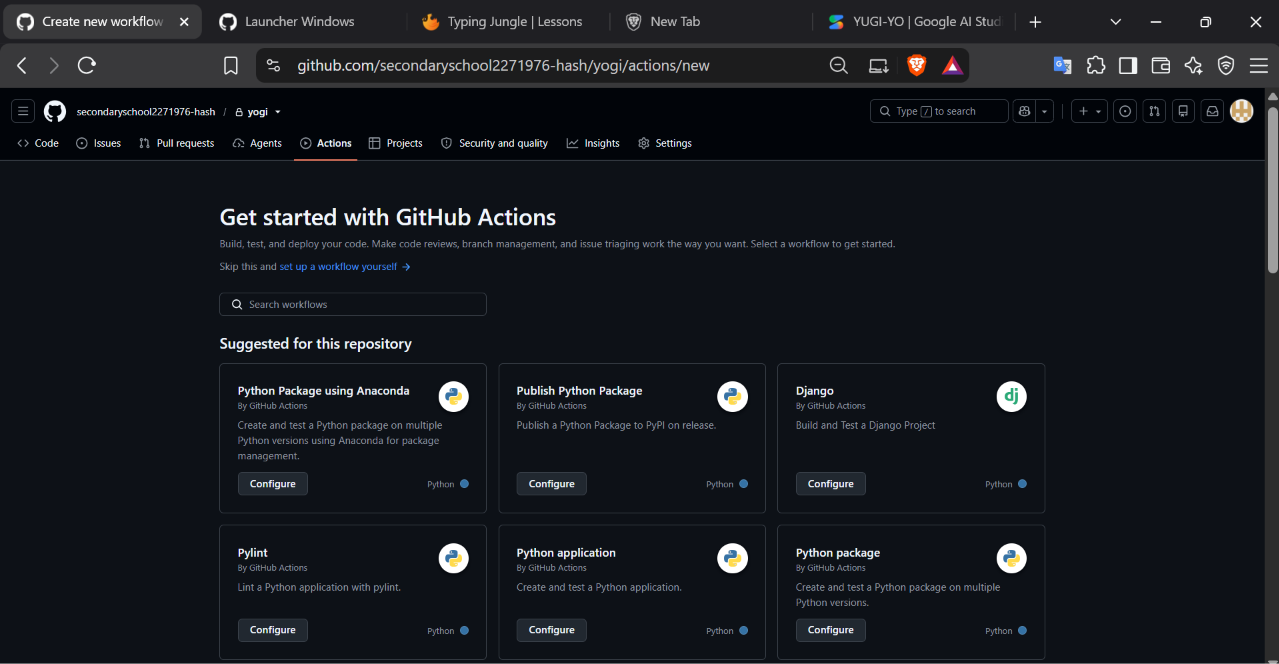 Create new workflow
Launcher Windows
Typing Jungle | Lessons
New Tab
YUGI-YO | Google AI Stud
github.com/secondaryschool2271976-hash/yogi/actions/new
secondaryschool2271976-hash / yogi
Type / to search
Code
Issues
Pull requests
Agents
Actions
Projects
Security and quality
Insights
Settings
Get started with GitHub Actions
Build, test, and deploy your code. Make code reviews, branch management, and issue triaging work the way you want. Select a workflow to get started.
Skip this and set up a workflow yourself →
Search workflows
Suggested for this repository
Python Package using Anaconda
By GitHub Actions
Create and test a Python package on multiple
Python versions using Anaconda for package
management.
Configure
Python
Publish Python Package
By GitHub Actions
Publish a Python Package to PyPI on release.
Configure
Python
Django
By GitHub Actions
Build and Test a Django Project
dj
Configure
Python
Pylint
By GitHub Actions
Lint a Python application with pylint.
Configure
Python
Python application
By GitHub Actions
Create and test a Python application.
Configure
Python
Python package
By GitHub Actions
Create and test a Python package on multiple
Python versions.
Configure
Python